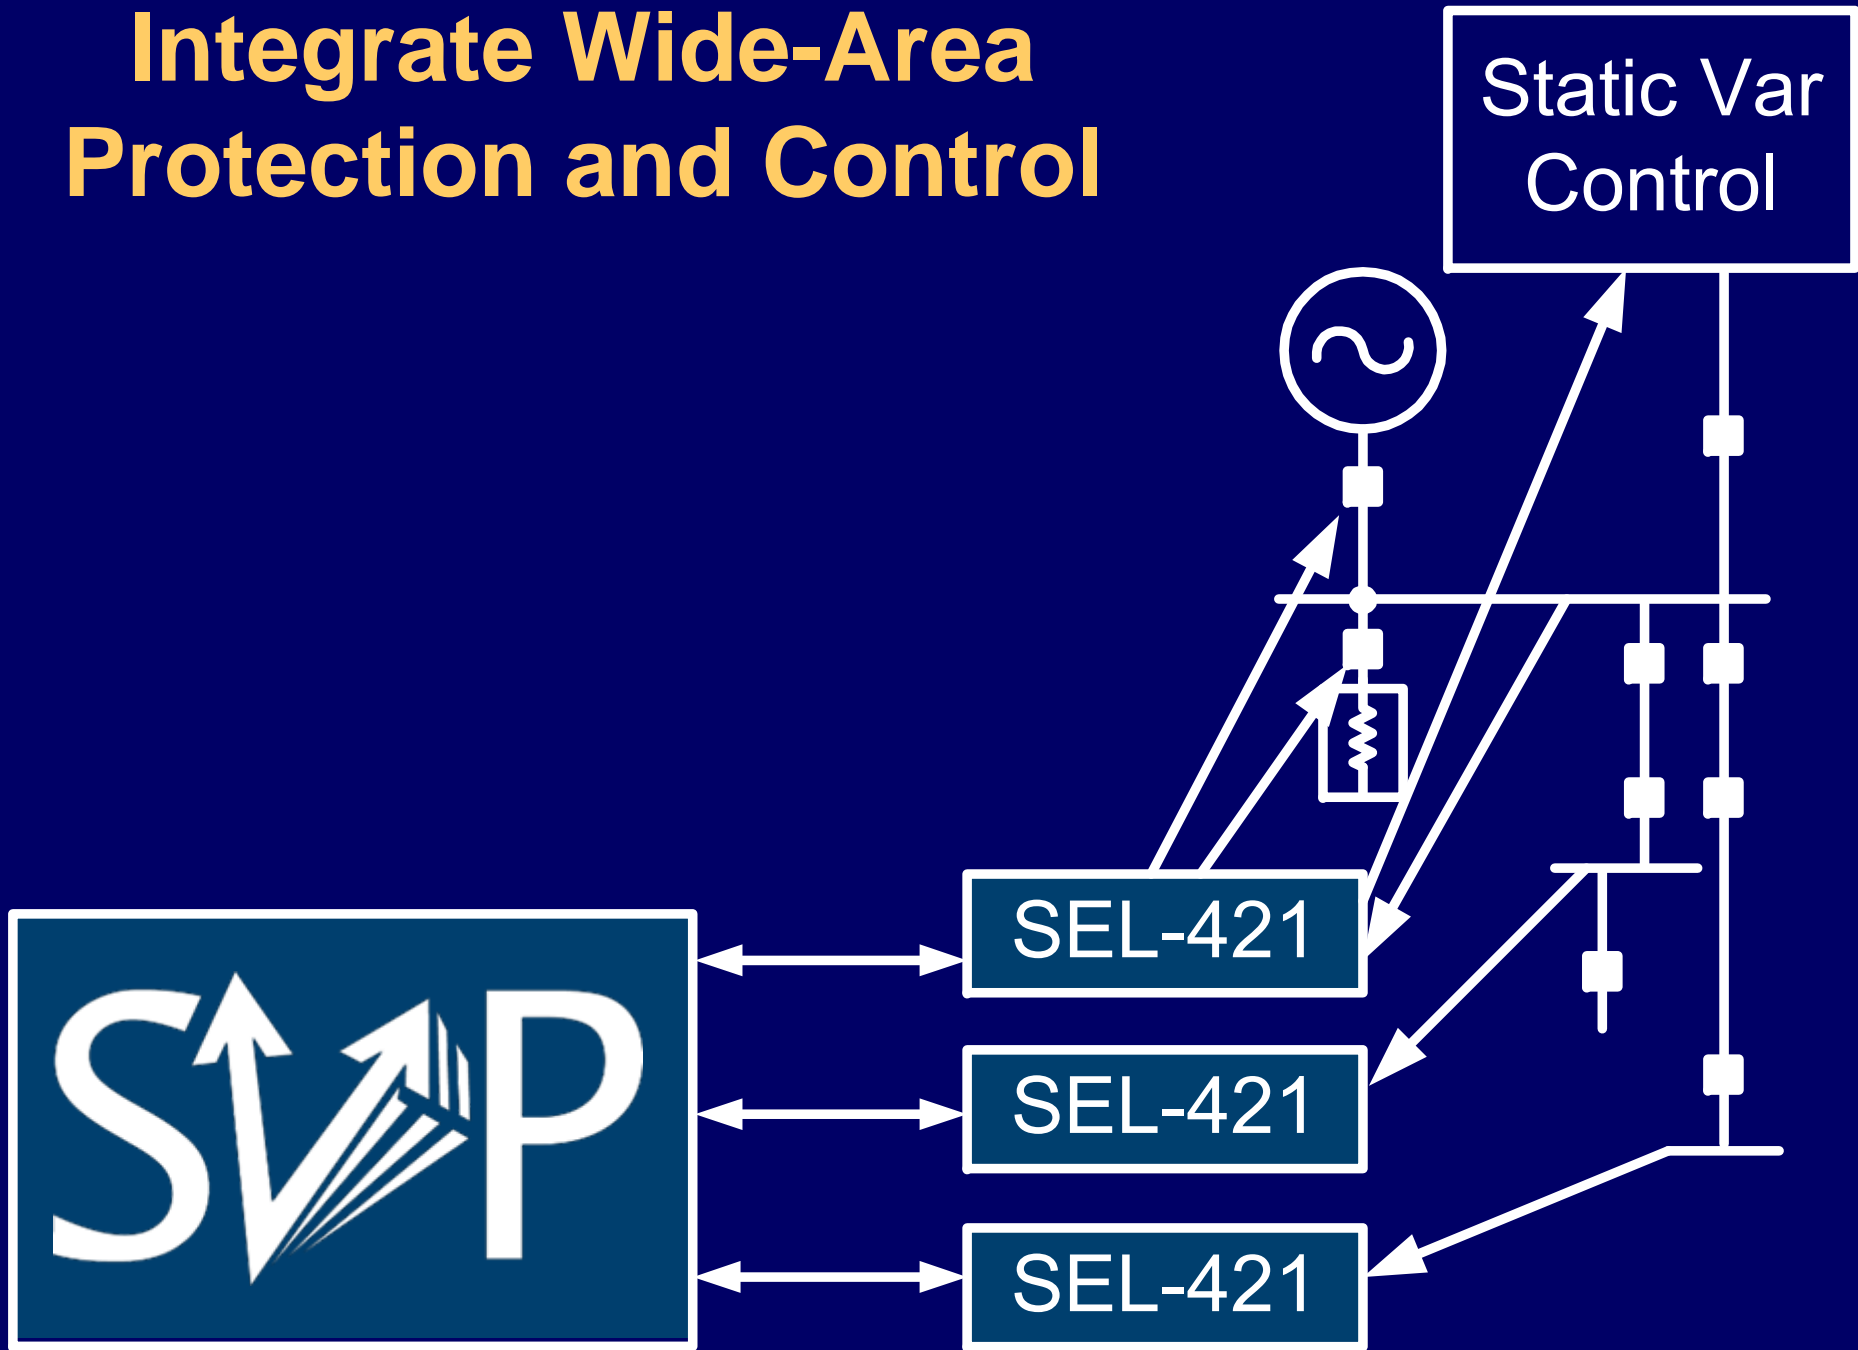 Integrate Wide-Area
Protection and Control
Static Var
Control
SEL-421
SEL-421
SEL-421
SVP